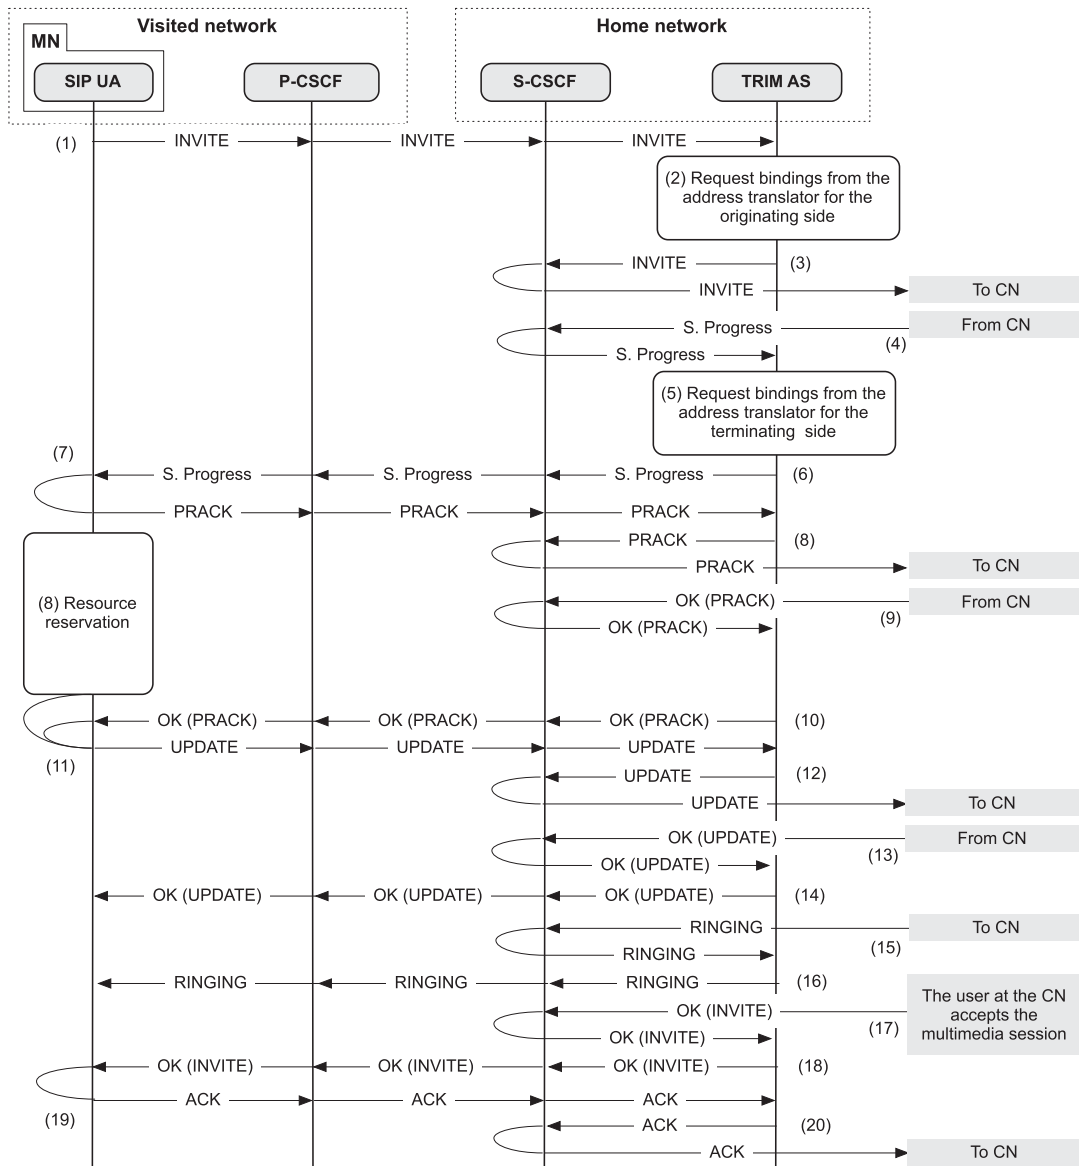 Visited network
Home network
MN
SIP UA
P-CSCF
S-CSCF
TRIM AS
(1)
INVITE
INVITE
INVITE
(2) Request bindings from the
address translator for the
originating side
INVITE
(3)
INVITE
To CN
S. Progress
From CN
(4)
S. Progress
(5) Request bindings from the
address translator for the
terminating side
(7)
S. Progress
S. Progress
S. Progress
(6)
PRACK
PRACK
PRACK
PRACK
(8)
PRACK
To CN
(8) Resource
reservation
OK (PRACK)
From CN
(9)
OK (PRACK)
OK (PRACK)
OK (PRACK)
OK (PRACK)
(10)
UPDATE
UPDATE
UPDATE
(11)
UPDATE
(12)
UPDATE
To CN
OK (UPDATE)
From CN
(13)
OK (UPDATE)
OK (UPDATE)
OK (UPDATE)
OK (UPDATE)
(14)
RINGING
To CN
(15)
RINGING
RINGING
RINGING
RINGING
(16)
The user at the CN
accepts the
multimedia session
OK (INVITE)
(17)
OK (INVITE)
OK (INVITE)
OK (INVITE)
OK (INVITE)
(18)
ACK
ACK
ACK
(19)
ACK
(20)
ACK
To CN